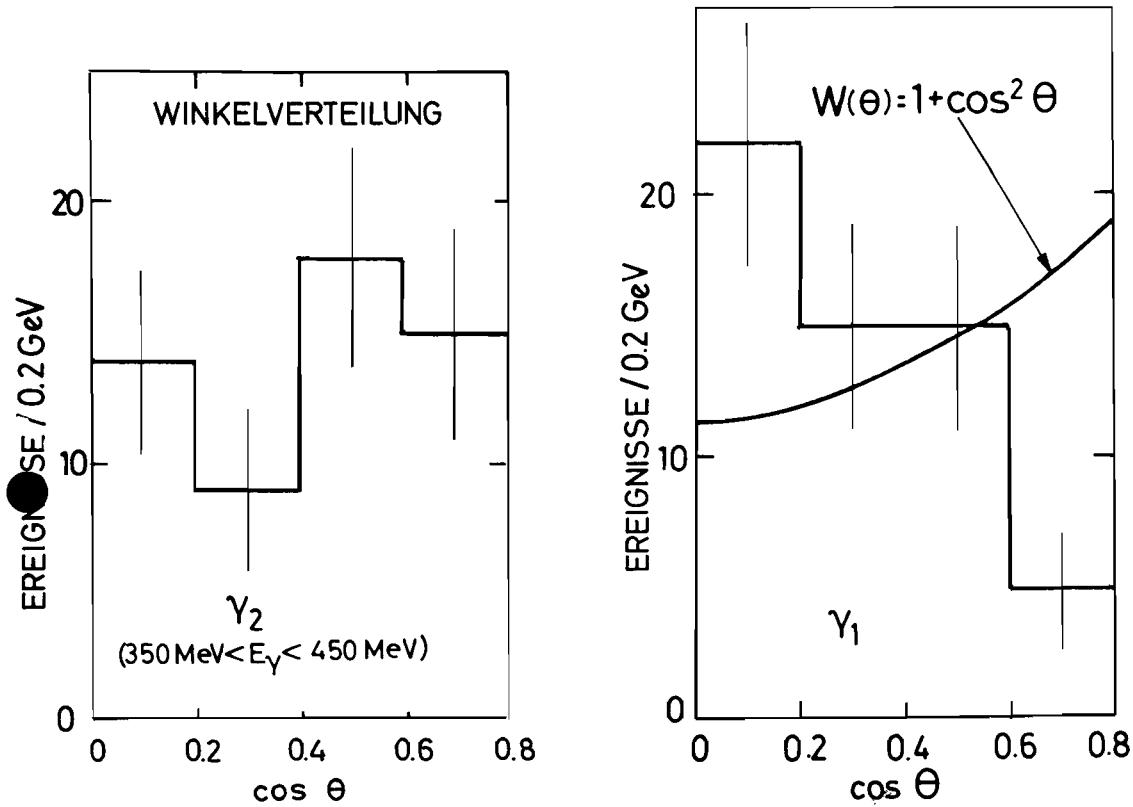 WINKELVERTEILUNG
20
10
0
EREIGNISSE / 0.2 GeV
γ₂
(350 MeV < Eγ < 450 MeV)
0 0.2 0.4 0.6 0.8
cos θ
W(θ)=1+cos² θ
20
10
0
EREIGNISSE / 0.2 GeV
γ₁
0 0.2 0.4 0.6 0.8
cos θ